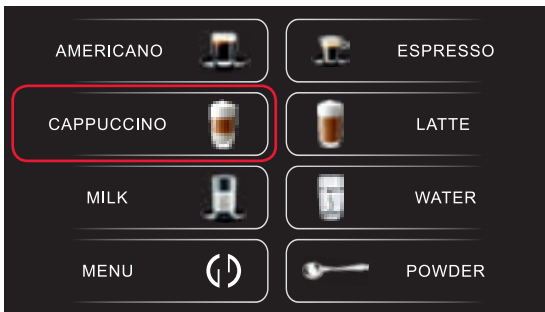 AMERICANO
ESPRESSO
CAPPUCCINO
LATTE
MILK
WATER
MENU
POWDER